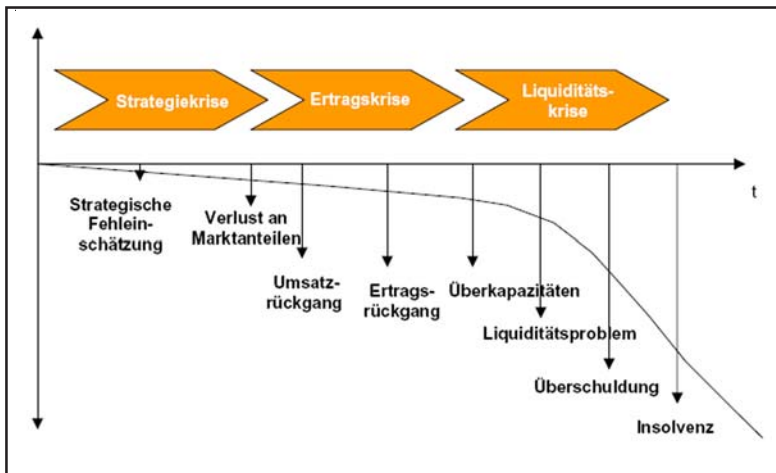 Strategiekrise
Ertragskrise
Liquiditäts-
krise
t
Strategische
Fehlein-
schätzung
Verlust an
Marktanteilen
Umsatz-
rückgang
Ertrags-
rückgang
Überkapazitäten
Liquiditätsproblem
Überschuldung
Insolvenz